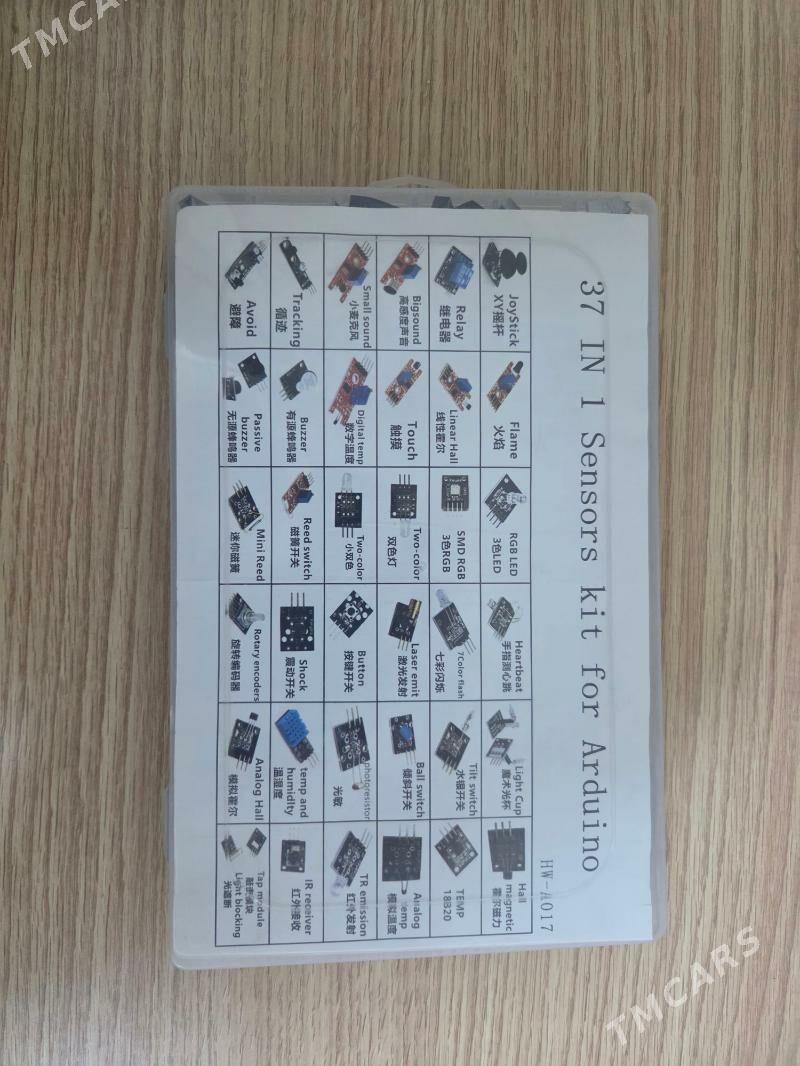 TMCARS
37 IN 1 Sensors kit for Arduino
HW-A017
JoyStick
XY摇杆
Flame
火焰
RGB LED
3色LED
Heartbeat
手指测心跳
Light Cup
魔术光杯
Hall
magnetic
霍尔磁力
Relay
继电器
Linear Hall
线性霍尔
SMD RGB
3色RGB
7Color flash
七彩闪烁
Tilt switch
水银开关
TEMP
18B20
Bigsound
高感度声音
Touch
触摸
Two-color
双色灯
Laser emit
激光发射
Ball switch
倾斜开关
Analog
temp
模拟温度
Small sound
小麦克风
Digital temp
数字温度
Two-color
小双色
Button
按键开关
photoresistor
光敏
TR emission
红外发射
Tracking
循迹
Buzzer
有源蜂鸣器
Reed switch
磁簧开关
Shock
震动开关
temp and
humidity
温湿度
IR receiver
红外接收
Avoid
避障
Passive
buzzer
无源蜂鸣器
Mini Reed
迷你磁簧
Rotary encoders
旋转编码器
Analog Hall
模拟霍尔
Tap module
敲击模块
Light blocking
光遮断
TMCARS